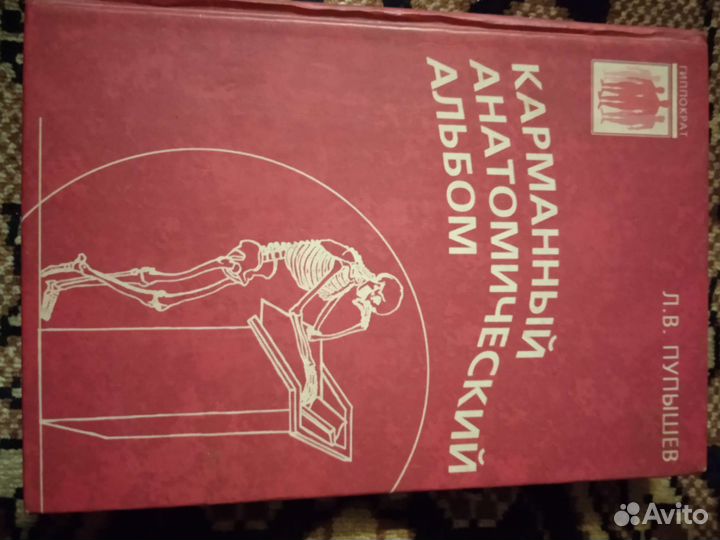 ГИППОКРАТ
Л.В. ПУПЫШЕВ
КАРМАННЫЙ
АНАТОМИЧЕСКИЙ
АЛЬБОМ
Avito